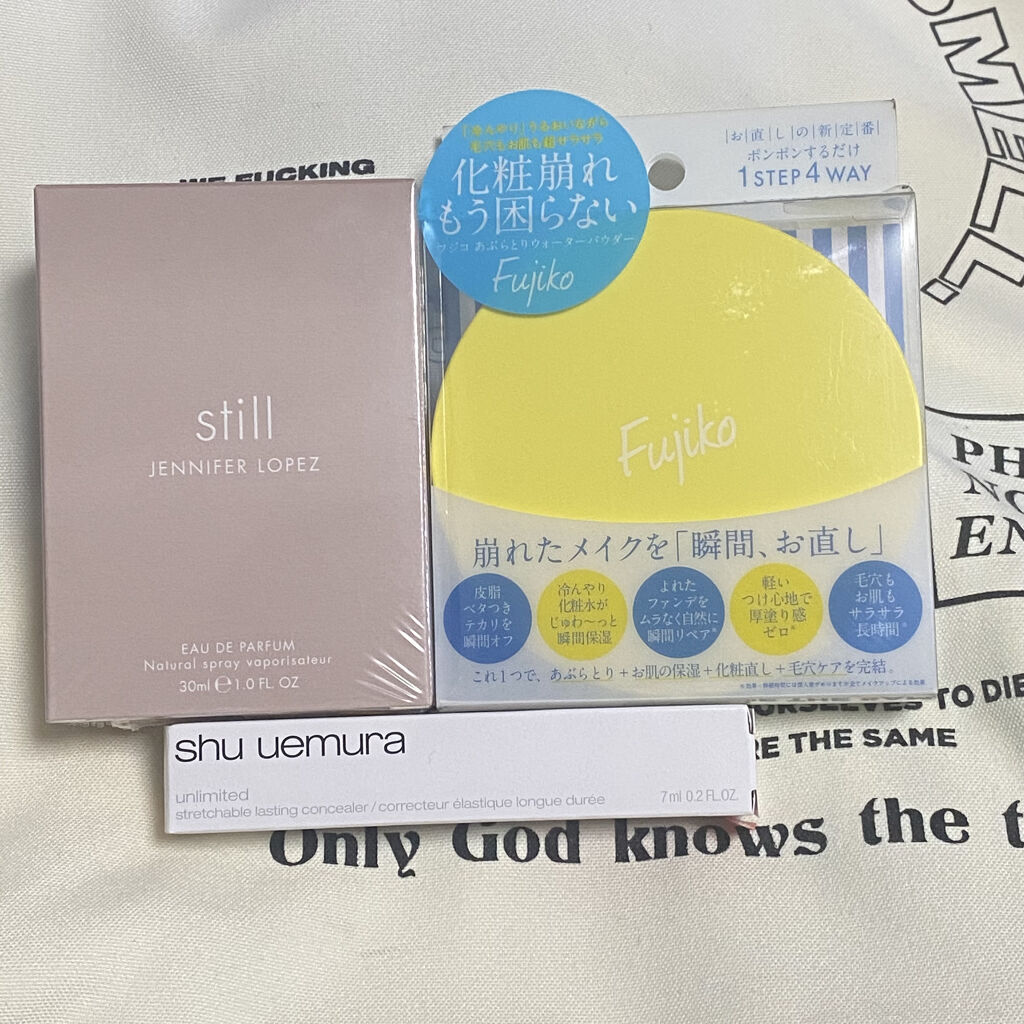 WE FUCKING
still
JENNIFER LOPEZ
EAU DE PARFUM
Natural spray vaporisateur
30ml ℮ 1.0 FL. OZ
「冷んやり」うるおいながら
毛穴もお肌も超サラサラ
化粧崩れ
もう困らない
フジコ あぶらとりウォーターパウダー
Fujiko
お直しの新定番
ポンポンするだけ
1 STEP 4 WAY
Fujiko
崩れたメイクを「瞬間、お直し」
皮脂
ベタつき
テカリを
瞬間オフ
冷んやり
化粧水が
じゅわ〜っと
瞬間保湿
よれた
ファンデを
ムラなく自然に
瞬間リペア※
軽い
つけ心地で
厚塗り感
ゼロ※
毛穴も
お肌も
サラサラ
長時間※
これ1つで、あぶらとり+お肌の保湿+化粧直し+毛穴ケアを完結。
shu uemura
unlimited
stretchable lasting concealer / correcteur élastique longue durée
7 ml 0.2 FL.OZ.
OMELL.
PH
NO
EN
OURSELVES TO DIE
RE THE SAME
Only God knows the t